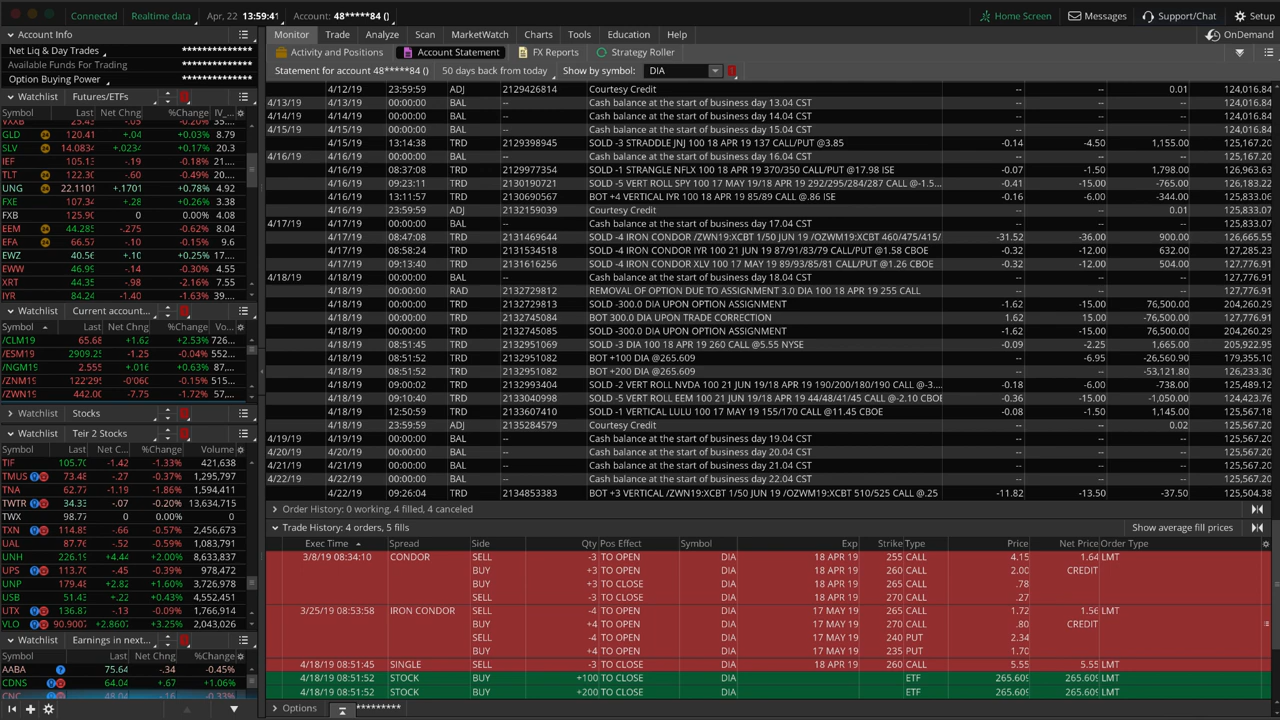 Connected Realtime data Apr, 22 13:59:41 Account: 48*****84 () Home Screen Messages Support/Chat Setup
Account Info Monitor Trade Analyze Scan MarketWatch Charts Tools Education Help OnDemand
Net Liq & Day Trades **************
Available Funds For Trading **************
Option Buying Power **************
Activity and Positions Account Statement FX Reports Strategy Roller
Statement for account 48*****84 () 50 days back from today Show by symbol: DIA
Watchlist Futures/ETFs
Symbol Last Net Chng %Change IV_...
VXXB 25.43 -.05 -0.20% 35....
GLD 120.41 +.04 +0.03% 8.79
SLV 14.0834 +.0234 +0.17% 20.3
IEF 105.13 -.19 -0.18% 21....
TLT 122.24 -.60 -0.49% 21....
UNG 22.1101 +.1701 +0.78% 4.92
FXE 107.34 +.28 +0.26% 3.38
FXB 125.90 0 0.00% 4.08
EEM 44.285 -.275 -0.62% 8.04
EFA 66.57 -.10 -0.15% 9.6
EWZ 40.56 +.10 +0.25% 17....
EWW 46.99 -.14 -0.30% 4.55
XRT 44.35 -.98 -2.16% 7.55
IYR 84.24 -1.40 -1.63% 39....
Watchlist Current account...
Symbol Last Net Chng %Change Vo...
/CLM19 65.68 +1.62 +2.53% 726...
/ESM19 2909.25 -1.25 -0.04% 552...
/NGM19 2.555 +.016 +0.63% 87,...
/ZNM19 122'295 -0'060 -0.15% 515...
/ZWN19 442.00 -7.75 -1.72% 57,...
Watchlist Stocks
Watchlist Teir 2 Stocks
Symbol Last Net C... %Change Volume
TIF 105.70 -1.42 -1.33% 421,638
TMUS 73.48 -.27 -0.37% 1,295,797
TNA 62.77 -1.19 -1.86% 1,594,411
TWTR 34.33 -.07 -0.20% 13,634,715
TWX 98.77 0 0.00% 0
TXN 114.85 -.66 -0.57% 2,456,673
UAL 87.51 -.09 -0.10% 3,082,293
UNH 226.19 +4.44 +2.00% 8,633,837
UPS 113.70 -.45 -0.39% 978,472
UNP 179.48 +2.82 +1.60% 3,726,978
USB 51.43 +.22 +0.43% 4,552,451
UTX 136.87 -.13 -0.09% 1,766,914
VLO 90.9007 +2.8607 +3.25% 2,043,026
Watchlist Earnings in next...
Symbol Last Net Chng %Change
AABA 75.64 -.34 -0.45%
CDNS 64.04 +.67 +1.06%
CNC 48.04 -.16 -0.33%
4/12/19 23:59:59 ADJ 2129426814 Courtesy Credit -- -- 0.01 124,016.84
4/13/19 4/13/19 00:00:00 BAL -- Cash balance at the start of business day 13.04 CST -- -- -- 124,016.84
4/14/19 4/14/19 00:00:00 BAL -- Cash balance at the start of business day 14.04 CST -- -- -- 124,016.84
4/15/19 4/15/19 00:00:00 BAL -- Cash balance at the start of business day 15.04 CST -- -- -- 124,016.84
4/15/19 13:14:38 TRD 2129398945 SOLD -3 STRADDLE JNJ 100 18 APR 19 137 CALL/PUT @3.85 -0.14 -4.50 1,155.00 125,167.20
4/16/19 4/16/19 00:00:00 BAL -- Cash balance at the start of business day 16.04 CST -- -- -- 125,167.20
4/16/19 08:37:08 TRD 2129977354 SOLD -1 STRANGLE NFLX 100 18 APR 19 370/350 CALL/PUT @17.98 ISE -0.07 -1.50 1,798.00 126,963.63
4/16/19 09:23:11 TRD 2130190721 SOLD -5 VERT ROLL SPY 100 17 MAY 19/18 APR 19 292/295/284/287 CALL @-1.5... -0.41 -15.00 -765.00 126,183.22
4/16/19 13:11:57 TRD 2130690567 BOT +4 VERTICAL IYR 100 18 APR 19 85/89 CALL @.86 ISE -0.16 -6.00 -344.00 125,833.06
4/16/19 23:59:59 ADJ 2132159039 Courtesy Credit -- -- 0.01 125,833.07
4/17/19 4/17/19 00:00:00 BAL -- Cash balance at the start of business day 17.04 CST -- -- -- 125,833.07
4/17/19 08:47:08 TRD 2131469644 SOLD -4 IRON CONDOR /ZWN19:XCBT 1/50 JUN 19 /OZWM19:XCBT 460/475/415/ -31.52 -36.00 900.00 126,665.55
4/17/19 08:58:24 TRD 2131534518 SOLD -4 IRON CONDOR IYR 100 21 JUN 19 87/91/83/79 CALL/PUT @1.58 CBOE -0.32 -12.00 632.00 127,285.23
4/17/19 09:13:40 TRD 2131616256 SOLD -4 IRON CONDOR XLV 100 17 MAY 19 89/93/85/81 CALL/PUT @1.26 CBOE -0.32 -12.00 504.00 127,776.91
4/18/19 4/18/19 00:00:00 BAL -- Cash balance at the start of business day 18.04 CST -- -- -- 127,776.91
4/18/19 00:00:00 RAD 2132729812 REMOVAL OF OPTION DUE TO ASSIGNMENT 3.0 DIA 100 18 APR 19 255 CALL -- -- -- 127,776.91
4/18/19 00:00:00 TRD 2132729813 SOLD -300.0 DIA UPON OPTION ASSIGNMENT -1.62 -15.00 76,500.00 204,260.29
4/18/19 00:00:00 TRD 2132745084 BOT 300.0 DIA UPON TRADE CORRECTION 1.62 15.00 -76,500.00 127,776.91
4/18/19 00:00:00 TRD 2132745085 SOLD -300.0 DIA UPON OPTION ASSIGNMENT -1.62 -15.00 76,500.00 204,260.29
4/18/19 08:51:45 TRD 2132951069 SOLD -3 DIA 100 18 APR 19 260 CALL @5.55 NYSE -0.09 -2.25 1,665.00 205,922.95
4/18/19 08:51:52 TRD 2132951082 BOT +100 DIA @265.609 -- -6.95 -26,560.90 179,355.10
4/18/19 08:51:52 TRD 2132951083 BOT +200 DIA @265.609 -- -- -53,121.80 126,233.30
4/18/19 09:00:02 TRD 2132993404 SOLD -2 VERT ROLL NVDA 100 21 JUN 19/18 APR 19 190/200/180/190 CALL @-3.... -0.18 -6.00 -738.00 125,489.12
4/18/19 09:10:40 TRD 2133040998 SOLD -5 VERT ROLL EEM 100 21 JUN 19/18 APR 19 44/48/41/45 CALL @-2.10 CBOE -0.36 -15.00 -1,050.00 124,423.76
4/18/19 12:50:59 TRD 2133607410 SOLD -1 VERTICAL LULU 100 17 MAY 19 155/170 CALL @11.45 CBOE -0.08 -1.50 1,145.00 125,567.18
4/18/19 23:59:59 ADJ 2135284579 Courtesy Credit -- -- 0.02 125,567.20
4/19/19 4/19/19 00:00:00 BAL -- Cash balance at the start of business day 19.04 CST -- -- -- 125,567.20
4/20/19 4/20/19 00:00:00 BAL -- Cash balance at the start of business day 20.04 CST -- -- -- 125,567.20
4/21/19 4/21/19 00:00:00 BAL -- Cash balance at the start of business day 21.04 CST -- -- -- 125,567.20
4/22/19 4/22/19 00:00:00 BAL -- Cash balance at the start of business day 22.04 CST -- -- -- 125,567.20
4/22/19 09:26:04 TRD 2134853383 BOT +3 VERTICAL /ZWN19:XCBT 1/50 JUN 19 /OZWM19:XCBT 510/525 CALL @.25 -11.82 -13.50 -37.50 125,504.38
Order History: 0 working, 4 filled, 4 canceled
Trade History: 4 orders, 5 fills Show average fill prices
Exec Time Spread Side Qty Pos Effect Symbol Exp Strike Type Price Net Price Order Type
3/8/19 08:34:10 CONDOR SELL -3 TO OPEN DIA 18 APR 19 255 CALL 4.15 1.64 LMT
BUY +3 TO OPEN DIA 18 APR 19 260 CALL 2.00 CREDIT
BUY +3 TO CLOSE DIA 18 APR 19 265 CALL .78
SELL -3 TO CLOSE DIA 18 APR 19 270 CALL .27
3/25/19 08:53:58 IRON CONDOR SELL -4 TO OPEN DIA 17 MAY 19 265 CALL 1.72 1.56 LMT
BUY +4 TO OPEN DIA 17 MAY 19 270 CALL .80 CREDIT
SELL -4 TO OPEN DIA 17 MAY 19 240 PUT 2.34
BUY +4 TO OPEN DIA 17 MAY 19 235 PUT 1.70
4/18/19 08:51:45 SINGLE SELL -3 TO CLOSE DIA 18 APR 19 260 CALL 5.55 5.55 LMT
4/18/19 08:51:52 STOCK BUY +100 TO CLOSE DIA ETF 265.609 265.609 LMT
4/18/19 08:51:52 STOCK BUY +200 TO CLOSE DIA ETF 265.609 265.609 LMT
Options *********